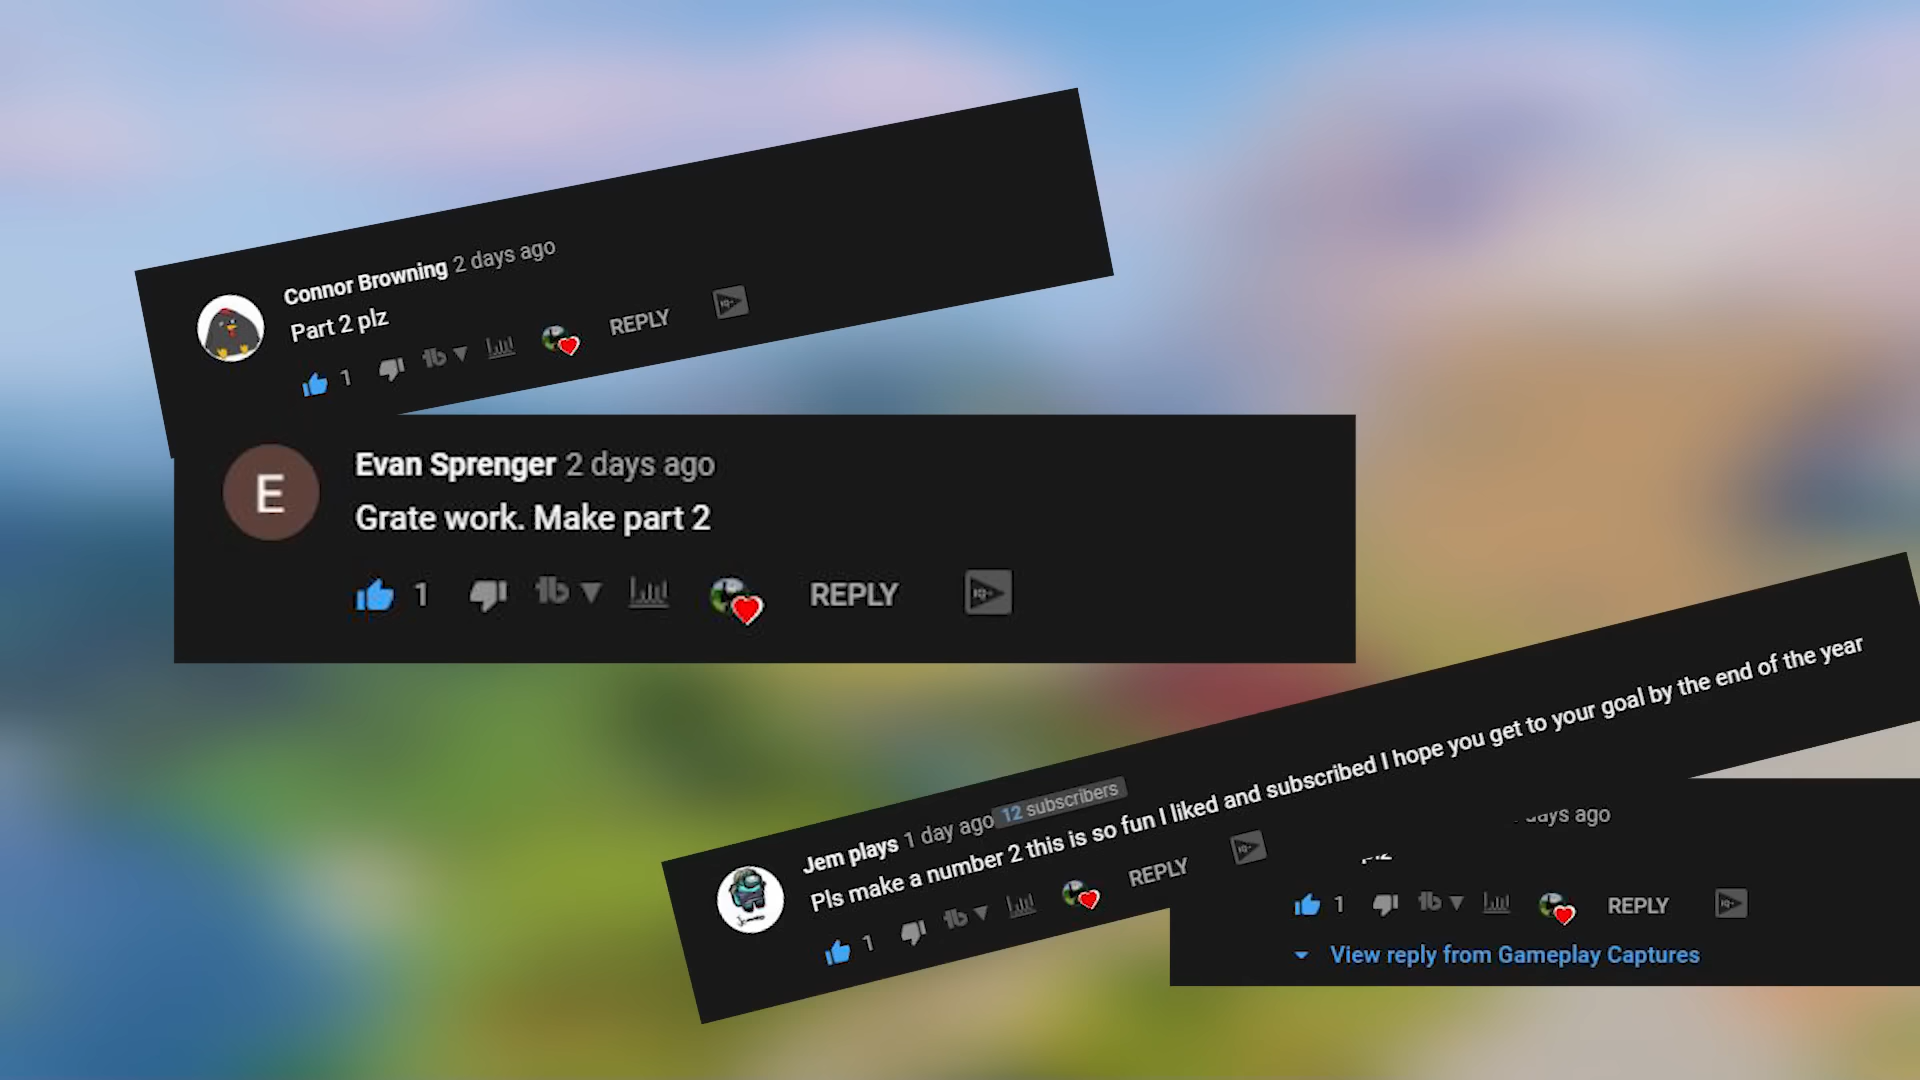 Connor Browning 2 days ago
Part 2 plz
1 REPLY
E
Evan Sprenger 2 days ago
Grate work. Make part 2
1 REPLY
Jem plays 1 day ago 12 subscribers
Pls make a number 2 this is so fun I liked and subscribed I hope you get to your goal by the end of the year
1 REPLY
days ago
1 REPLY
View reply from Gameplay Captures